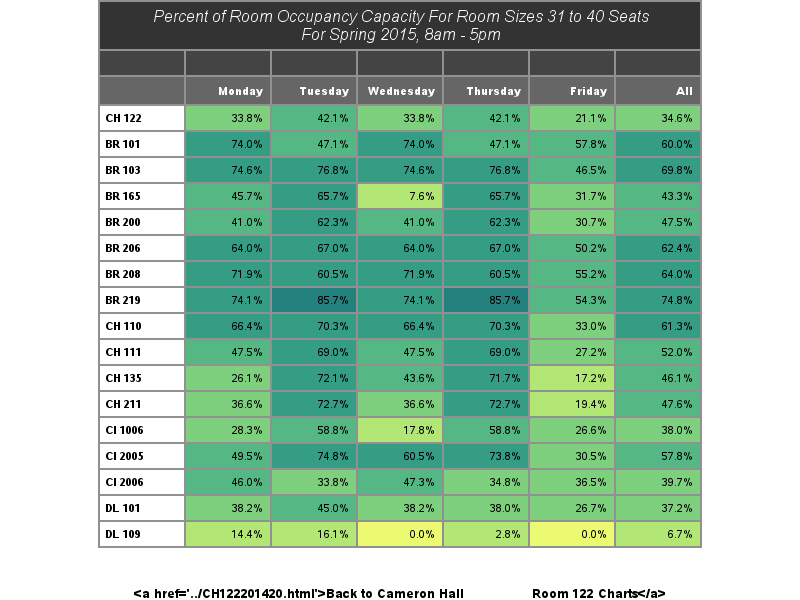 Percent of Room Occupancy Capacity For Room Sizes 31 to 40 Seats
For Spring 2015, 8am - 5pm
Monday Tuesday Wednesday Thursday Friday All
CH 122 33.8% 42.1% 33.8% 42.1% 21.1% 34.6%
BR 101 74.0% 47.1% 74.0% 47.1% 57.8% 60.0%
BR 103 74.6% 76.8% 74.6% 76.8% 46.5% 69.8%
BR 165 45.7% 65.7% 7.6% 65.7% 31.7% 43.3%
BR 200 41.0% 62.3% 41.0% 62.3% 30.7% 47.5%
BR 206 64.0% 67.0% 64.0% 67.0% 50.2% 62.4%
BR 208 71.9% 60.5% 71.9% 60.5% 55.2% 64.0%
BR 219 74.1% 85.7% 74.1% 85.7% 54.3% 74.8%
CH 110 66.4% 70.3% 66.4% 70.3% 33.0% 61.3%
CH 111 47.5% 69.0% 47.5% 69.0% 27.2% 52.0%
CH 135 26.1% 72.1% 43.6% 71.7% 17.2% 46.1%
CH 211 36.6% 72.7% 36.6% 72.7% 19.4% 47.6%
CI 1006 28.3% 58.8% 17.8% 58.8% 26.6% 38.0%
CI 2005 49.5% 74.8% 60.5% 73.8% 30.5% 57.8%
CI 2006 46.0% 33.8% 47.3% 34.8% 36.5% 39.7%
DL 101 38.2% 45.0% 38.2% 38.0% 26.7% 37.2%
DL 109 14.4% 16.1% 0.0% 2.8% 0.0% 6.7%
<a href='../CH122201420.html'>Back to Cameron Hall Room 122 Charts</a>